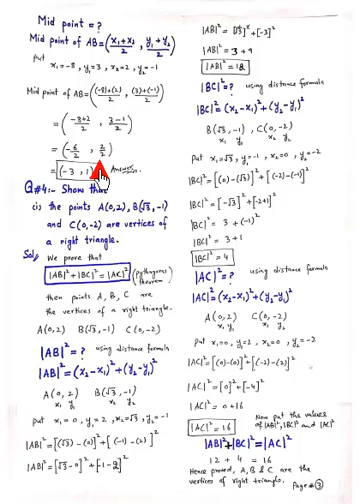 Mid point = ?
Mid point of AB = (x₁+x₂/2 , y₁+y₂/2)
Put
x₁=-8, y₁=3, x₂=2, y₂=-1
Mid point of AB = ((-8)+(2)/2 , (3)+(-1)/2)
= (-8+2/2 , 3-1/2)
= (-6/2 , 2/2)
= (-3 , 1) Answer
Q#4:- Show that
(i) the points A(0,2), B(√3,-1)
and C(0,-2) are vertices of
a right triangle.
Sol: We prove that
|AB|²+|BC|²=|AC|² (pythagoras theorem
then points A, B, C are
the vertices of a right triangle.
A(0,2) B(√3,-1) C(0,-2)
|AB|²=? using distance formula
|AB|²=(x₂-x₁)²+(y₂-y₁)²
A(0,2) B(√3,-1)
x₁ y₁ x₂ y₂
put x₁=0, y₁=2, x₂=√3, y₂=-1
|AB|²=[(√3)-(0)]²+[(-1)-(2)]²
|AB|²=[√3-0]²+[-1-2]²
|AB|²=[√3]²+[-3]²
|AB|²=3+9
|AB|²=12
|BC|²=? using distance formula
|BC|²=(x₂-x₁)²+(y₂-y₁)²
B(√3,-1), C(0,-2)
x₁ y₁ x₂ y₂
put x₁=√3, y₁=-1, x₂=0, y₂=-2
|BC|²=[(0)-(√3)]²+[(-2)-(-1)]²
|BC|²=[-√3]²+[-2+1]²
|BC|²=3+(-1)²
|BC|²=3+1
|BC|²=4
|AC|²=? using distance formula
|AC|²=(x₂-x₁)²+(y₂-y₁)²
A(0,2) C(0,-2)
x₁ y₁ x₂ y₂
put x₁=0, y₁=2, x₂=0, y₂=-2
|AC|²=[(0)-(0)]²+[(-2)-(2)]²
|AC|²=[0]²+[-4]²
|AC|²=0+16
|AC|²=16 Now put the values of |AB|²,|BC|² and |AC|²
|AB|²+|BC|²=|AC|²
12+4=16
Hence proved, A, B & C are the
vertices of right triangle. Page#3